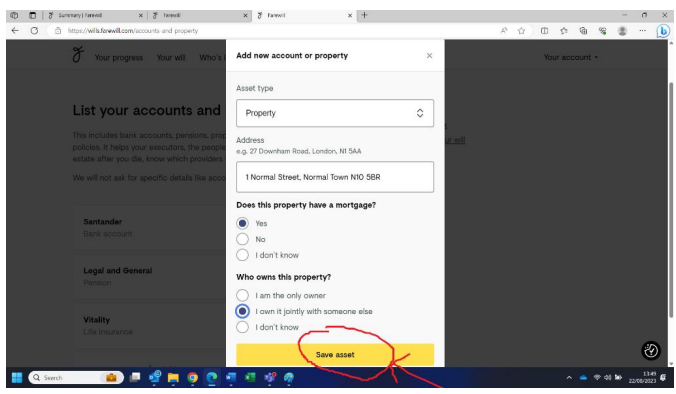 Summary | Farewill
Farewill
Farewill
https://wills.farewill.com/accounts and property
Your progress Your will Who's
Your account
Add new account or property
List your accounts and
This includes bank accounts, pensions, prop
policies. It helps your executors, the people
estate after you die, know which providers
We will not ask for specific details like acco
ur will
Santander
Bank account
Legal and General
Pension
Vitality
Life insurance
Asset type
Property
Address
e.g. 27 Downham Road, London, N1 5AA
1 Normal Street, Normal Town N10 5BR
Does this property have a mortgage?
Yes
No
I don't know
Who owns this property?
I am the only owner
I own it jointly with someone else
I don't know
Save asset
Search
13:49
22/08/2023